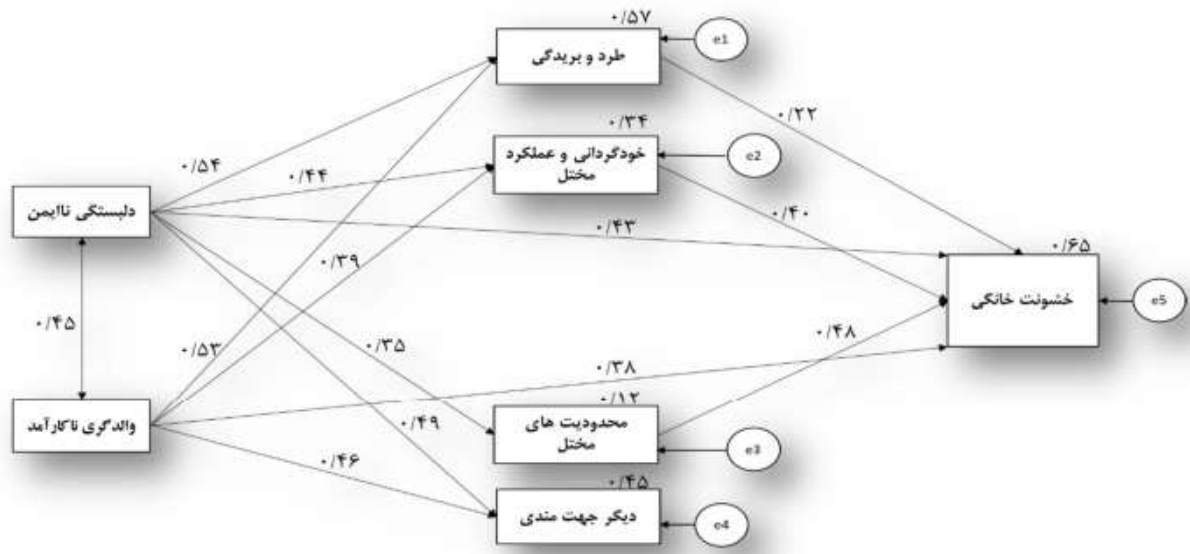 ۰/۵۷
e1
طرد و بریدگی
۰/۲۲
۰/۳۴
e2
خودگردانی و عملکرد
مختل
۰/۵۴
۰/۴۴
دلبستگی ناایمن
۰/۴۰
۰/۴۳
۰/۳۹
۰/۶۵
خشونت خانگی
e5
۰/۴۵
۰/۵۳
۰/۳۵
۰/۴۸
۰/۳۸
۰/۱۲
والدگری ناکارآمد
محدودیت های
مختل
e3
۰/۴۹
۰/۴۶
۰/۴۵
دیگر جهت مندی
e4